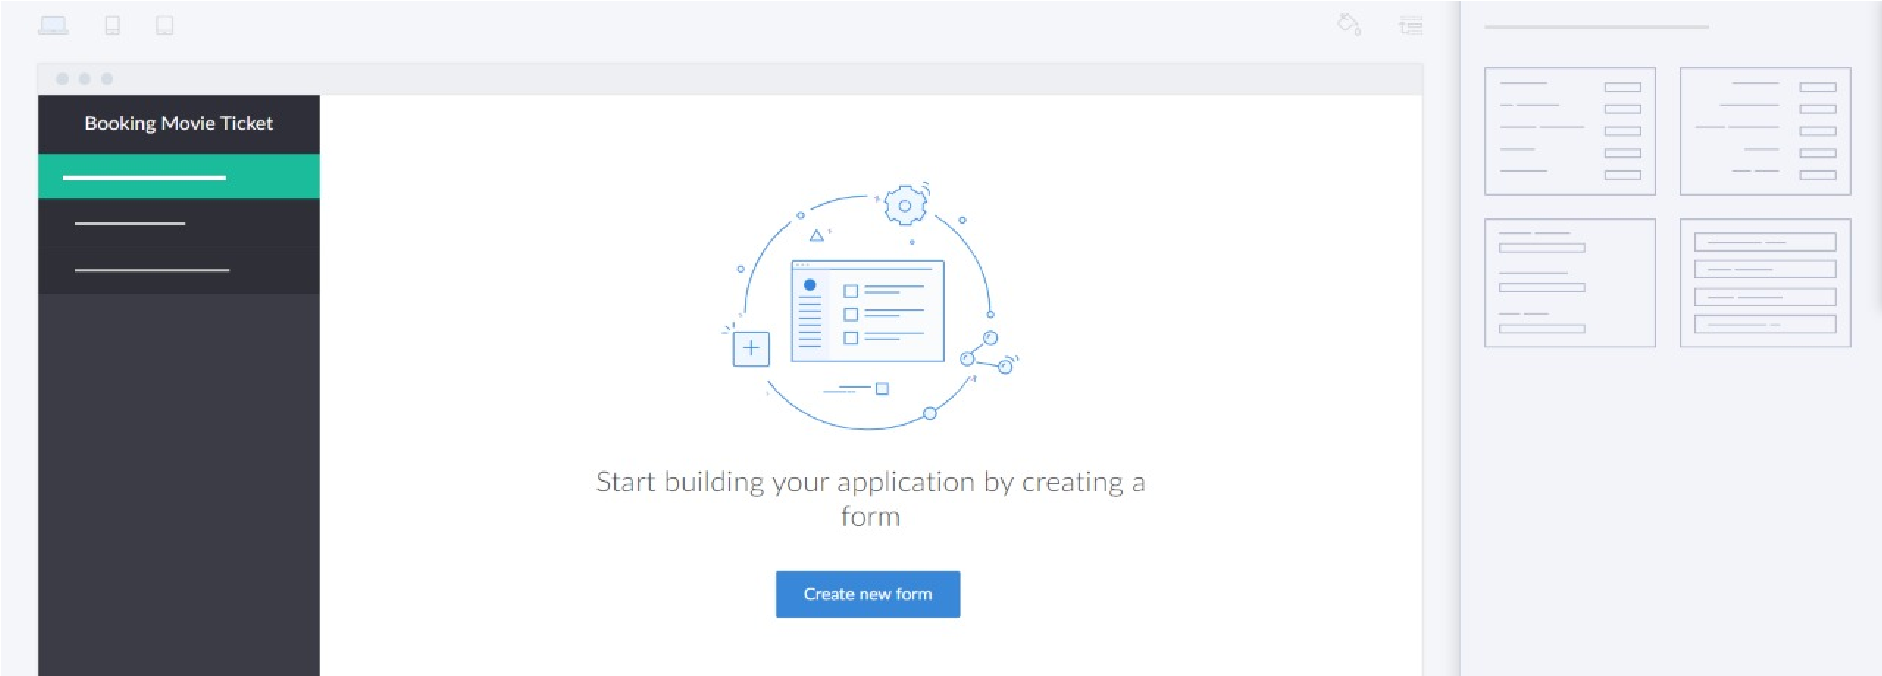 Booking Movie Ticket
Start building your application by creating a
form
Create new form